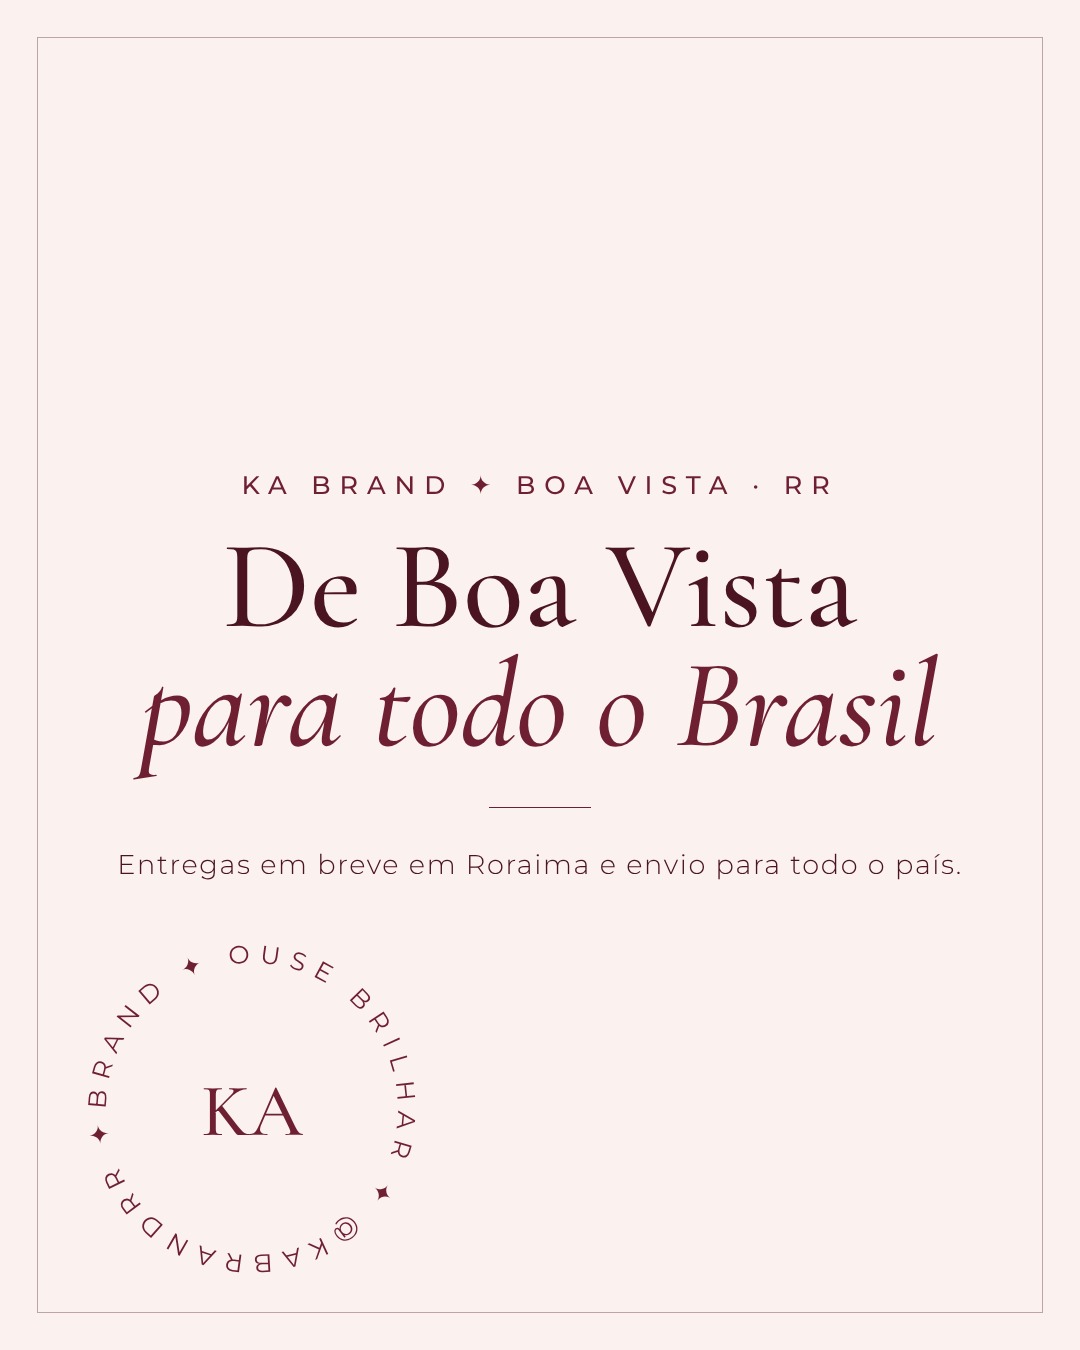 KA BRAND ✦ BOA VISTA · RR
De Boa Vista
para todo o Brasil
Entregas em breve em Roraima e envio para todo o país.
BRAND ✦ OUSE BRILHAR ✦ @KABRANDRR ✦
KA